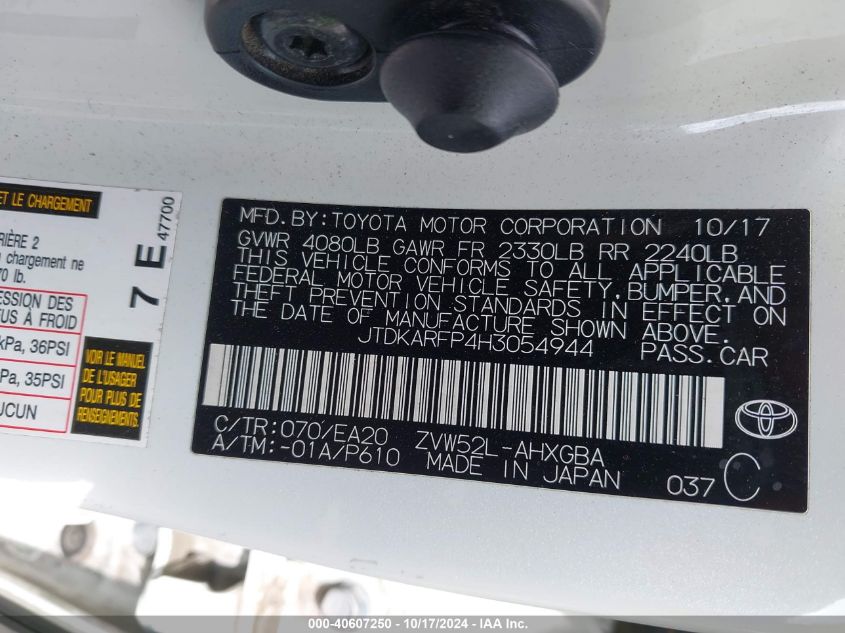 ET LE CHARGEMENT
RIÈRE 2
chargement ne
70 lb.
ESSION DES
US À FROID
kPa, 36PSI
Pa, 35PSI
UCUN
7 E 47700
VOIR LE MANUEL
DE L'USAGER
POUR PLUS DE
RENSEIGNEMENTS.
MFD.BY:TOYOTA MOTOR CORPORATION 10/17
GVWR 4080LB GAWR FR 2330LB RR 2240LB
THIS VEHICLE CONFORMS TO ALL APPLICABLE
FEDERAL MOTOR VEHICLE SAFETY,BUMPER,AND
THEFT PREVENTION STANDARDS IN EFFECT ON
THE DATE OF MANUFACTURE SHOWN ABOVE.
JTDKARFP4H3054944 PASS.CAR
C/TR:070/EA20 ZVW52L-AHXGBA
A/TM:-01A/P610 MADE IN JAPAN 037 C
000-40607250 - 10/17/2024 - IAA Inc.